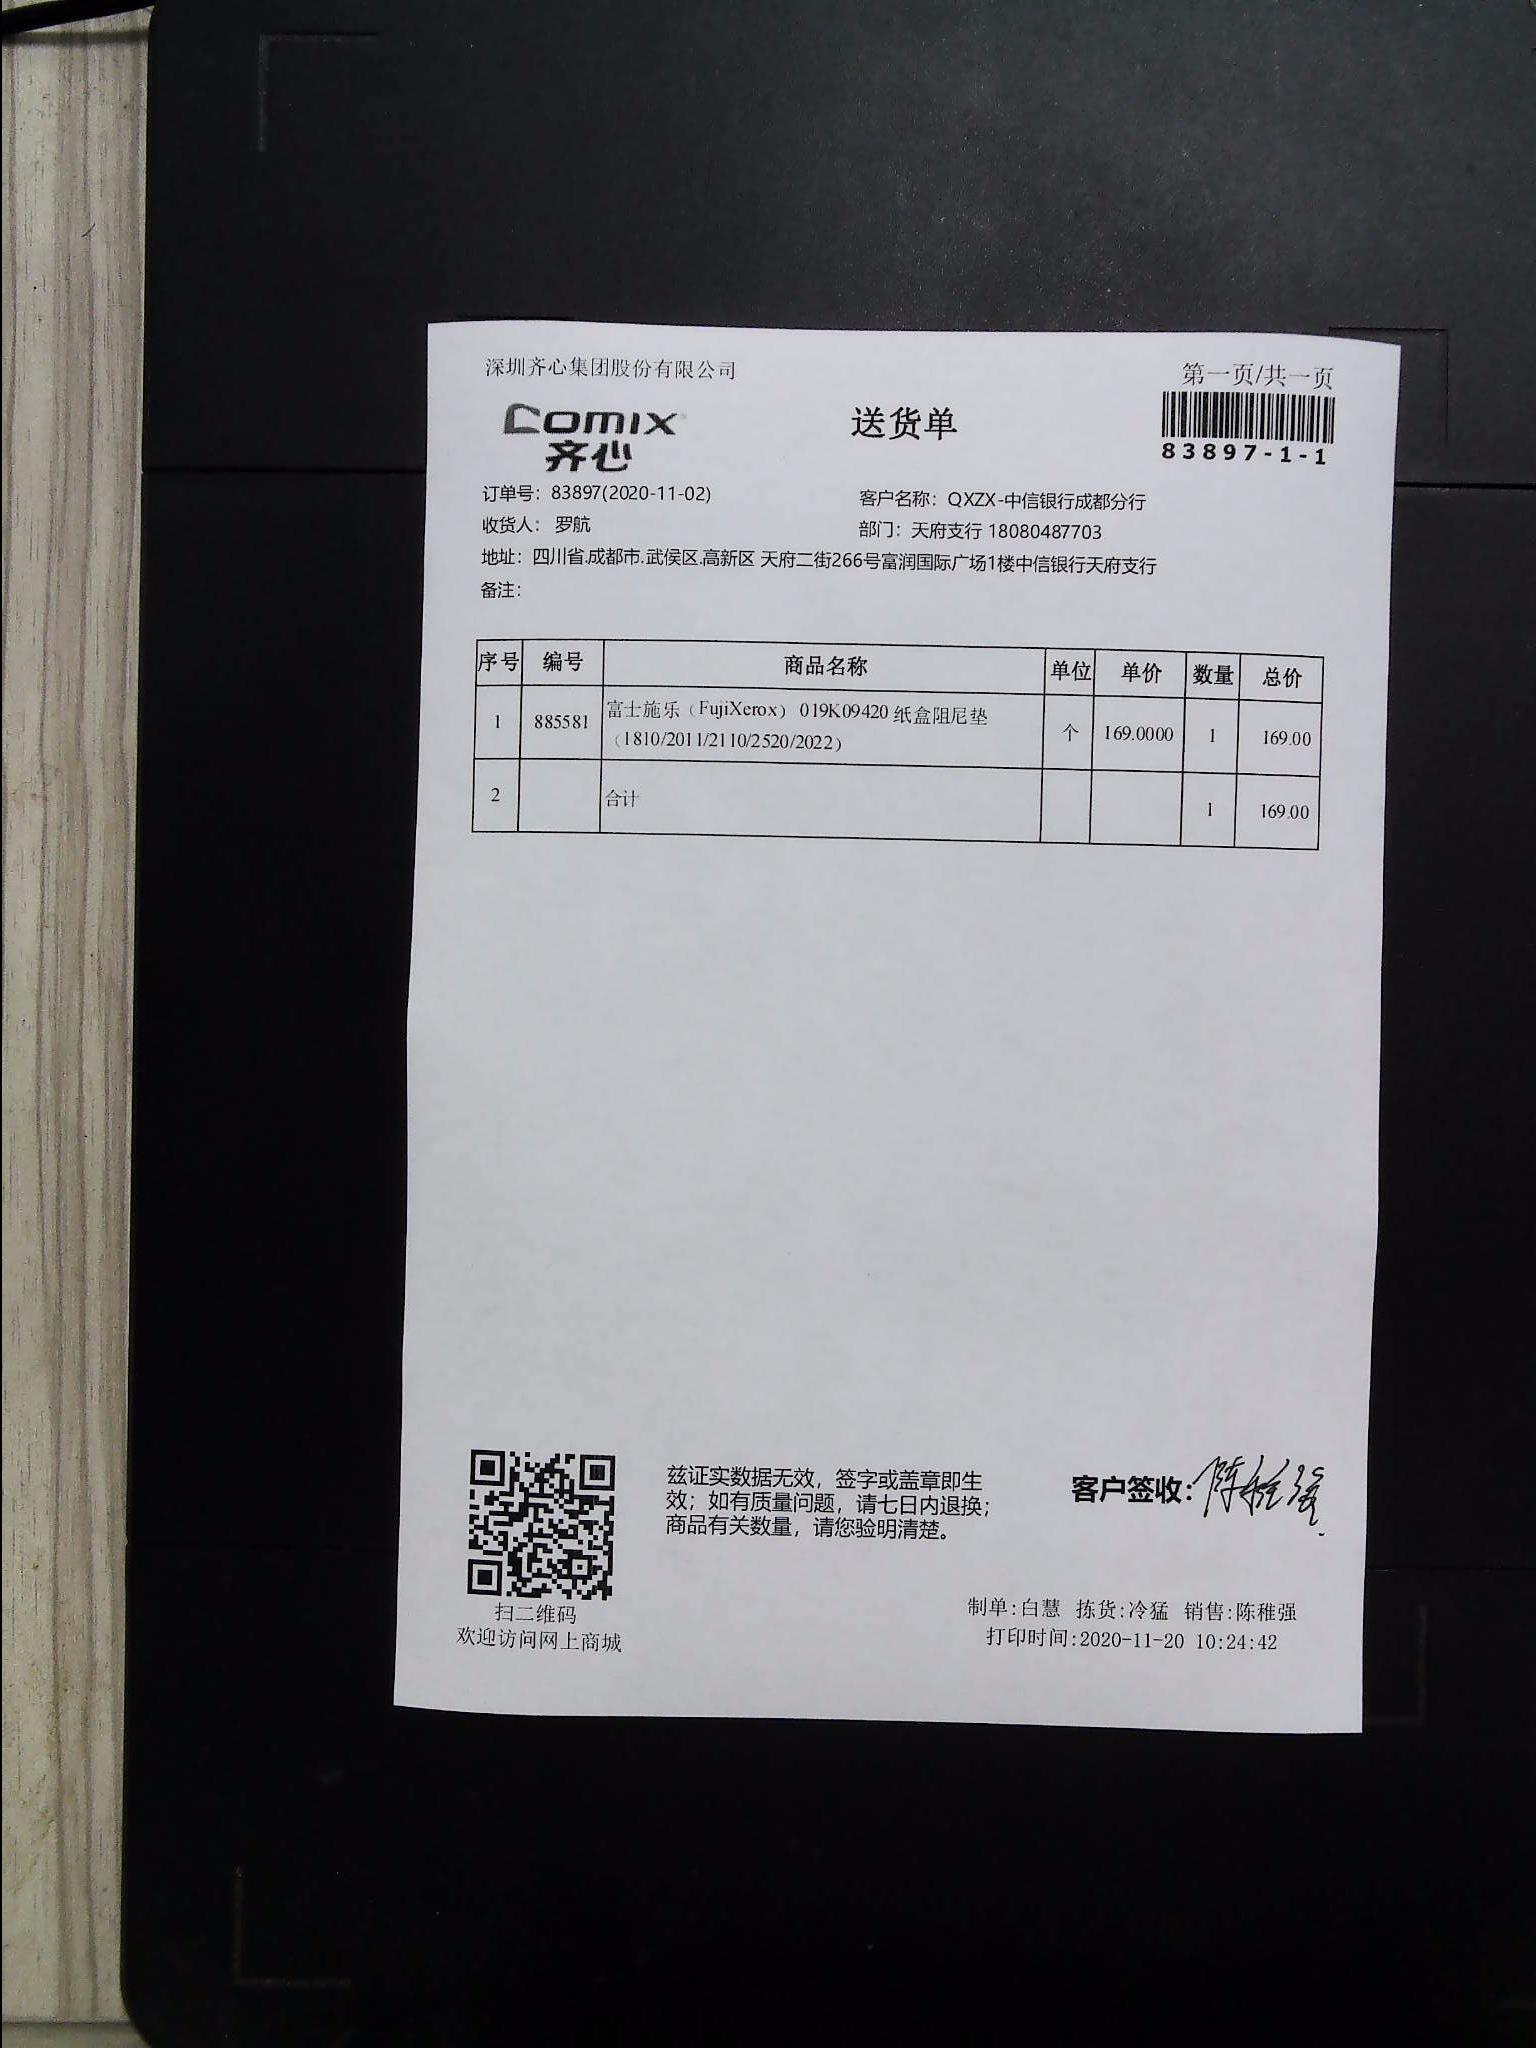 深圳齐心集团股份有限公司
第一页/共一页
Comix
齐心
送货单
83897-1-1
订单号：83897(2020-11-02)
客户名称：QXZX-中信银行成都分行
收货人： 罗航
部门：天府支行 18080487703
地址：四川省.成都市.武侯区.高新区 天府二街266号富润国际广场1楼中信银行天府支行
备注：
序号 编号 商品名称 单位 单价 数量 总价
1 885581 富士施乐（FujiXerox） 019K09420 纸盒阻尼垫 个 169.0000 1 169.00
（1810/2011/2110/2520/2022）
2 合计 1 169.00
兹证实数据无效，签字或盖章即生
效；如有质量问题，请七日内退换；
商品有关数量，请您验明清楚。
客户签收：陈稚强
扫二维码
欢迎访问网上商城
制单:白慧 拣货:冷猛 销售:陈稚强
打印时间:2020-11-20 10:24:42